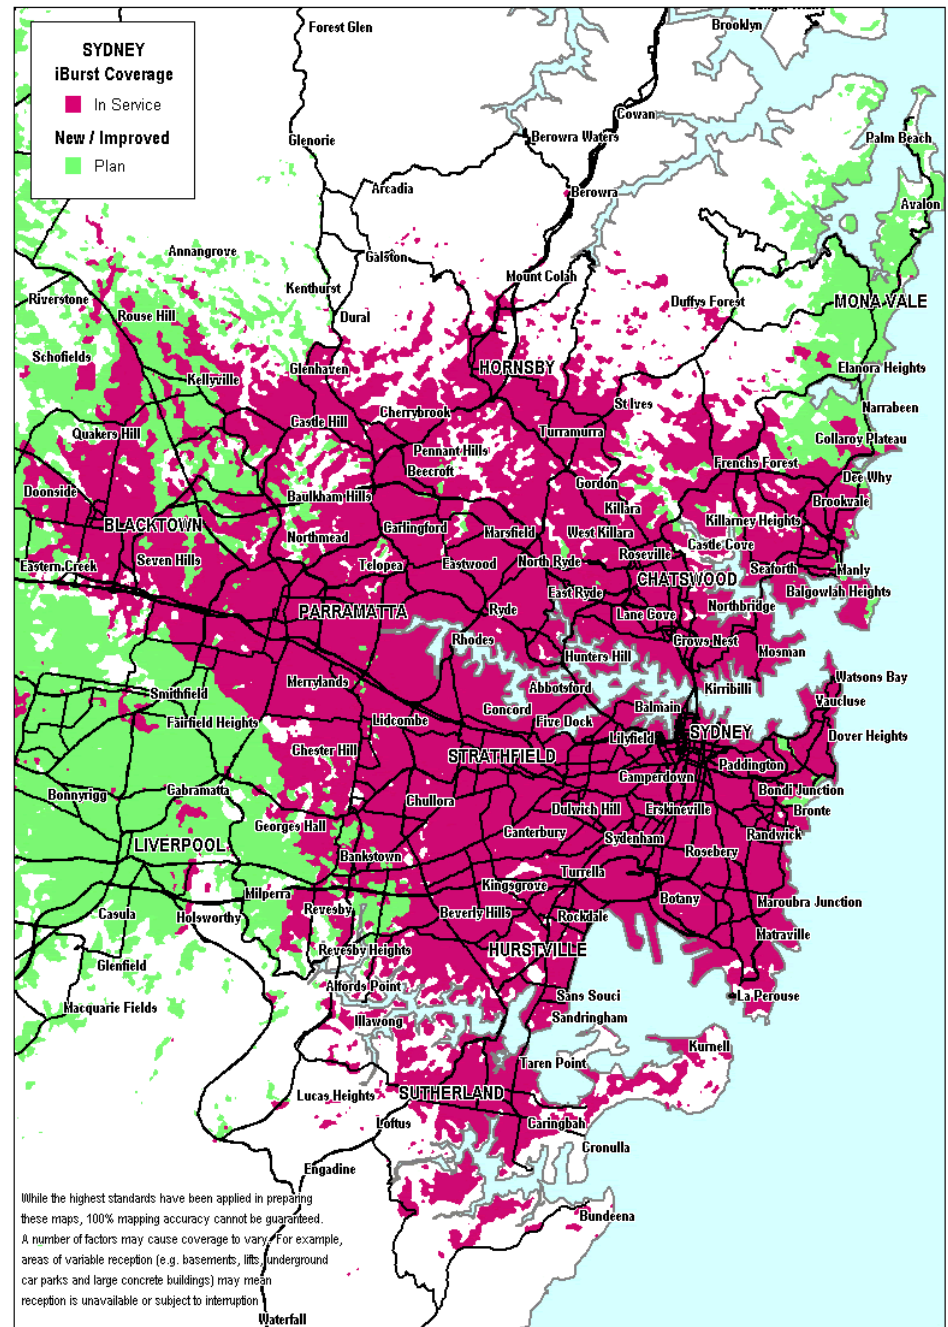 SYDNEY
iBurst Coverage
In Service
New / Improved
Plan
Forest Glen
Brooklyn
Cowan
Glenorie
Berowra Waters
Palm Beach
Arcadia
Berowra
Avalon
Annangrove
Galston
Mount Colah
Kenthurst
Riverstone
Duffys Forest
MONA VALE
Rouse Hill
Dural
Schofields
Glenhaven
HORNSBY
Elanora Heights
Kellyville
St Ives
Narrabeen
Cherrybrook
Castle Hill
Quakers Hill
Turramurra
Collaroy Plateau
Pennant Hills
Beecroft
Frenchs Forest
Dee Why
Doonside
Gordon
Baulkham Hills
Killara
Brookvale
BLACKTOWN
Carlingford
Marsfield
West Killara
Killarney Heights
Northmead
Castle Cove
Seven Hills
Roseville
Eastern Creek
Telopea
Eastwood
North Ryde
Seaforth
Manly
CHATSWOOD
East Ryde
Balgowlah Heights
PARRAMATTA
Ryde
Lane Cove
Northbridge
Rhodes
Crows Nest
Hunters Hill
Mosman
Merrylands
Watsons Bay
Smithfield
Abbotsford
Kirribilli
Vaucluse
Concord
Balmain
Fairfield Heights
Lidcombe
Five Dock
SYDNEY
Lilyfield
Dover Heights
Chester Hill
STRATHFIELD
Paddington
Camperdown
Bonnyrigg
Cabramatta
Bondi Junction
Chullora
Dulwich Hill
Erskineville
Bronte
Georges Hall
Canterbury
Sydenham
Randwick
LIVERPOOL
Bankstown
Rosebery
Turrella
Milperra
Kingsgrove
Botany
Maroubra Junction
Casula
Holsworthy
Revesby
Beverly Hills
Rockdale
Matraville
Revesby Heights
HURSTVILLE
Glenfield
Alfords Point
Sans Souci
La Perouse
Macquarie Fields
Illawong
Sandringham
Kurnell
Taren Point
Lucas Heights
SUTHERLAND
Loftus
Caringbah
Cronulla
Engadine
While the highest standards have been applied in preparing
these maps, 100% mapping accuracy cannot be guaranteed.
A number of factors may cause coverage to vary. For example,
areas of variable reception (e.g. basements, lifts, underground
car parks and large concrete buildings) may mean
reception is unavailable or subject to interruption
Bundeena
Waterfall